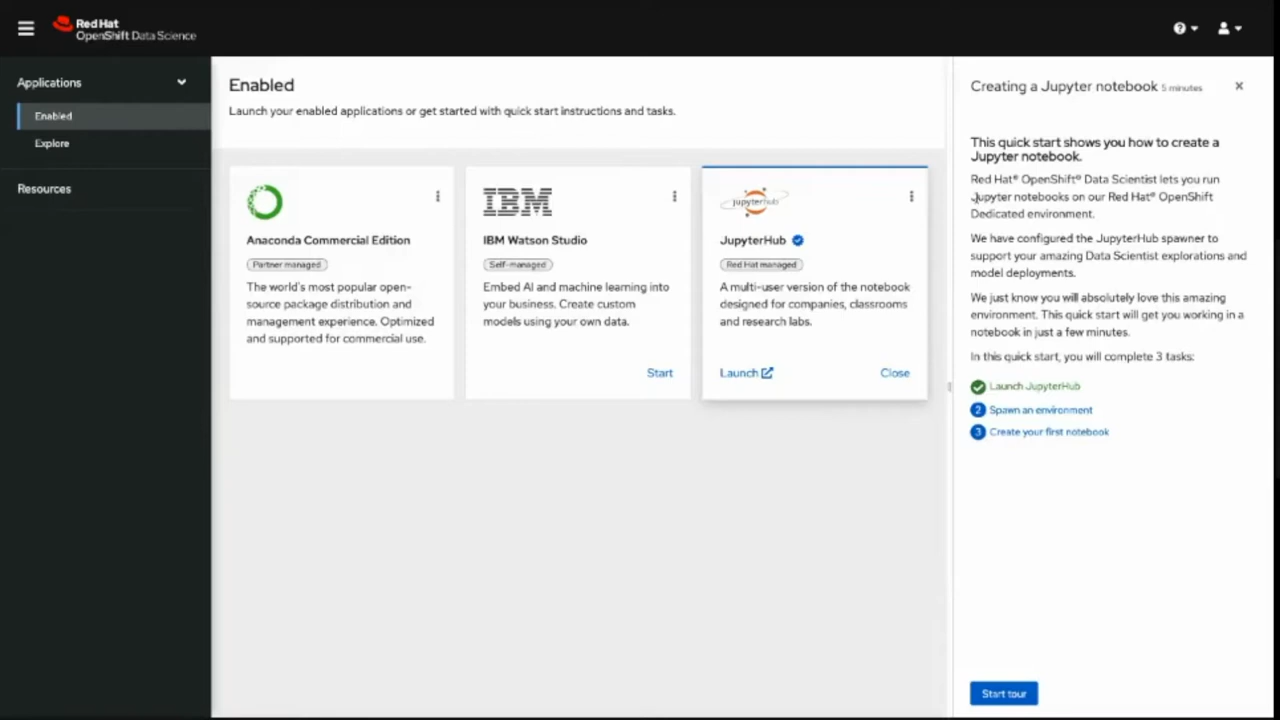 Red Hat
OpenShift Data Science
Applications
Enabled
Explore
Resources
Enabled
Launch your enabled applications or get started with quick start instructions and tasks.
Anaconda Commercial Edition
Partner managed
The world's most popular open-
source package distribution and
management experience. Optimized
and supported for commercial use.
IBM
IBM Watson Studio
Self-managed
Embed AI and machine learning into
your business. Create custom
models using your own data.
Start
jupyterhub
JupyterHub
Red Hat managed
A multi-user version of the notebook
designed for companies, classrooms
and research labs.
Launch
Close
Creating a Jupyter notebook 5 minutes
This quick start shows you how to create a
Jupyter notebook.
Red Hat® OpenShift® Data Scientist lets you run
Jupyter notebooks on our Red Hat® OpenShift
Dedicated environment.
We have configured the JupyterHub spawner to
support your amazing Data Scientist explorations and
model deployments.
We just know you will absolutely love this amazing
environment. This quick start will get you working in a
notebook in just a few minutes.
In this quick start, you will complete 3 tasks:
Launch JupyterHub
2 Spawn an environment
3 Create your first notebook
Start tour